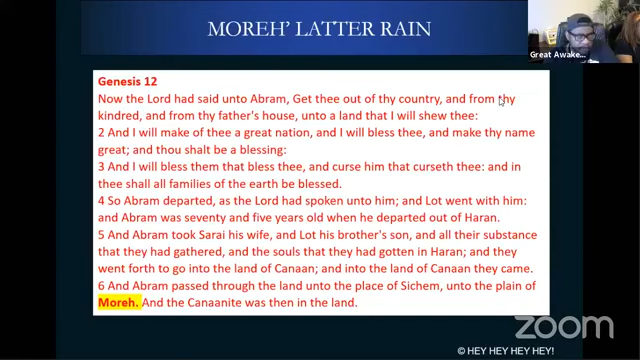 MOREH’ LATTER RAIN
Great Awake...
Genesis 12
Now the Lord had said unto Abram, Get thee out of thy country, and from thy
kindred, and from thy father's house, unto a land that I will shew thee:
2 And I will make of thee a great nation, and I will bless thee, and make thy name
great; and thou shalt be a blessing:
3 And I will bless them that bless thee, and curse him that curseth thee: and in
thee shall all families of the earth be blessed.
4 So Abram departed, as the Lord had spoken unto him; and Lot went with him:
and Abram was seventy and five years old when he departed out of Haran.
5 And Abram took Sarai his wife, and Lot his brother's son, and all their substance
that they had gathered, and the souls that they had gotten in Haran; and they
went forth to go into the land of Canaan; and into the land of Canaan they came.
6 And Abram passed through the land unto the place of Sichem, unto the plain of
Moreh. And the Canaanite was then in the land.
LIVE
zoom
© HEY HEY HEY HEY!